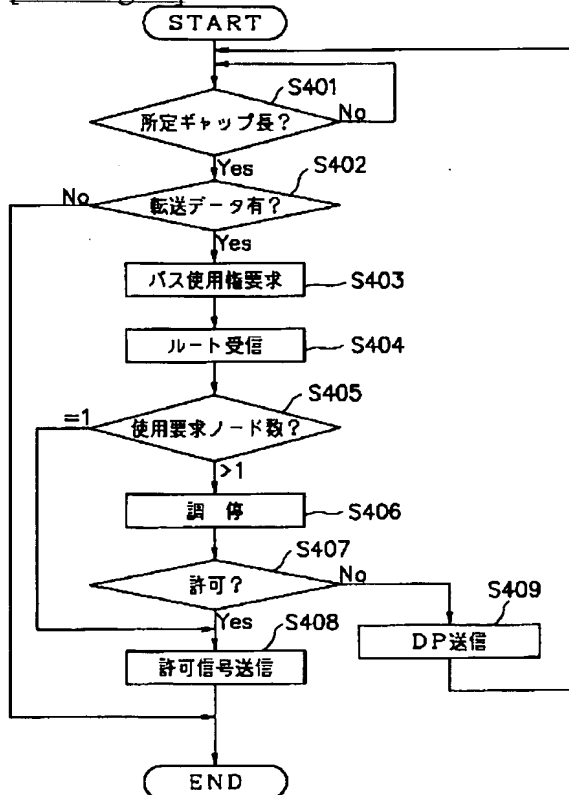 START
S401
所定ギャップ長?
No
Yes
S402
No
転送データ有?
Yes
バス使用権要求
S403
ルート受信
S404
S405
=1
使用要求ノード数?
>1
調 停
S406
S407
許可?
No
Yes
S408
S409
許可信号送信
DP送信
END